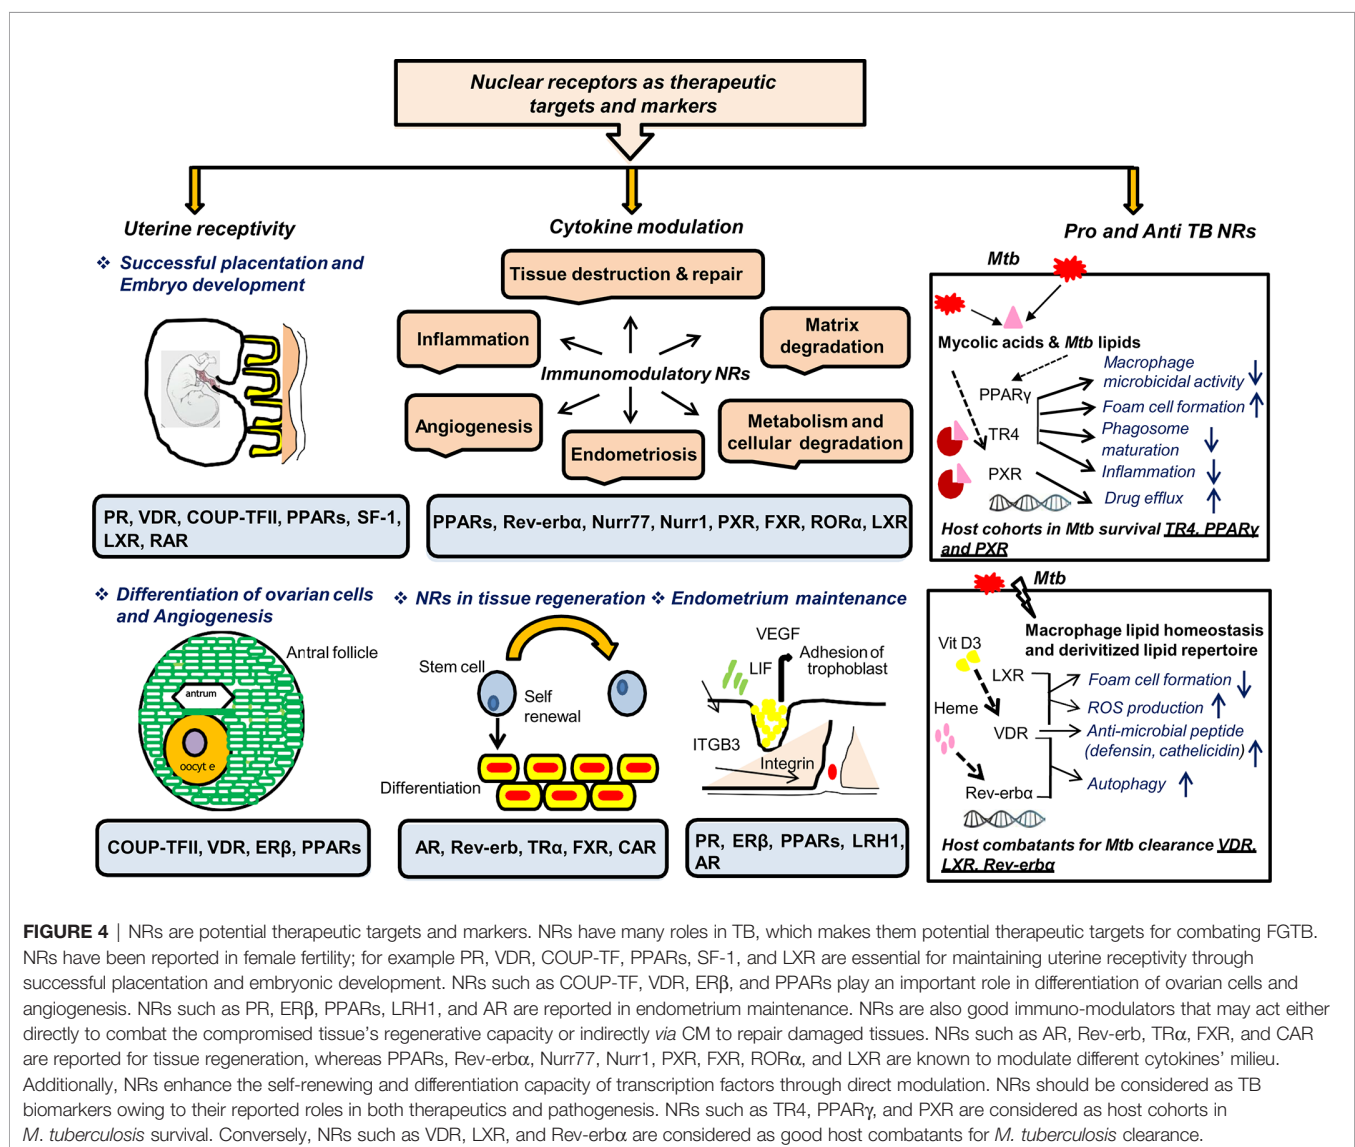 Nuclear receptors as therapeutic
targets and markers
Uterine receptivity
Cytokine modulation
Pro and Anti TB NRs
❖ Successful placentation and
Embryo development
PR, VDR, COUP-TFII, PPARs, SF-1,
LXR, RAR
Tissue destruction & repair
Inflammation
Matrix
degradation
Immunomodulatory NRs
Angiogenesis
Endometriosis
Metabolism and
cellular degradation
PPARs, Rev-erbα, Nurr77, Nurr1, PXR, FXR, RORα, LXR
Mtb
Mycolic acids & Mtb lipids
PPARγ
TR4
PXR
Macrophage
microbicidal activity ↓
Foam cell formation ↑
Phagosome
maturation ↓
Inflammation ↓
Drug efflux ↑
Host cohorts in Mtb survival TR4, PPARγ
and PXR
❖ Differentiation of ovarian cells
and Angiogenesis
Antral follicle
antrum
oocyt e
COUP-TFII, VDR, ERβ, PPARs
❖ NRs in tissue regeneration
Stem cell
Self
renewal
Differentiation
AR, Rev-erb, TRα, FXR, CAR
❖ Endometrium maintenance
VEGF
LIF
Adhesion of
trophoblast
ITGB3
Integrin
PR, ERβ, PPARs, LRH1,
AR
Mtb
Macrophage lipid homeostasis
and derivitized lipid repertoire
Vit D3
LXR
Heme
VDR
Rev-erbα
Foam cell formation ↓
ROS production ↑
Anti-microbial peptide
(defensin, cathelicidin) ↑
Autophagy ↑
Host combatants for Mtb clearance VDR,
LXR, Rev-erbα
FIGURE 4 | NRs are potential therapeutic targets and markers. NRs have many roles in TB, which makes them potential therapeutic targets for combating FGTB.
NRs have been reported in female fertility; for example PR, VDR, COUP-TF, PPARs, SF-1, and LXR are essential for maintaining uterine receptivity through
successful placentation and embryonic development. NRs such as COUP-TF, VDR, ERβ, and PPARs play an important role in differentiation of ovarian cells and
angiogenesis. NRs such as PR, ERβ, PPARs, LRH1, and AR are reported in endometrium maintenance. NRs are also good immuno-modulators that may act either
directly to combat the compromised tissue's regenerative capacity or indirectly via CM to repair damaged tissues. NRs such as AR, Rev-erb, TRα, FXR, and CAR
are reported for tissue regeneration, whereas PPARs, Rev-erbα, Nurr77, Nurr1, PXR, FXR, RORα, and LXR are known to modulate different cytokines' milieu.
Additionally, NRs enhance the self-renewing and differentiation capacity of transcription factors through direct modulation. NRs should be considered as TB
biomarkers owing to their reported roles in both therapeutics and pathogenesis. NRs such as TR4, PPARγ, and PXR are considered as host cohorts in
M. tuberculosis survival. Conversely, NRs such as VDR, LXR, and Rev-erbα are considered as good host combatants for M. tuberculosis clearance.